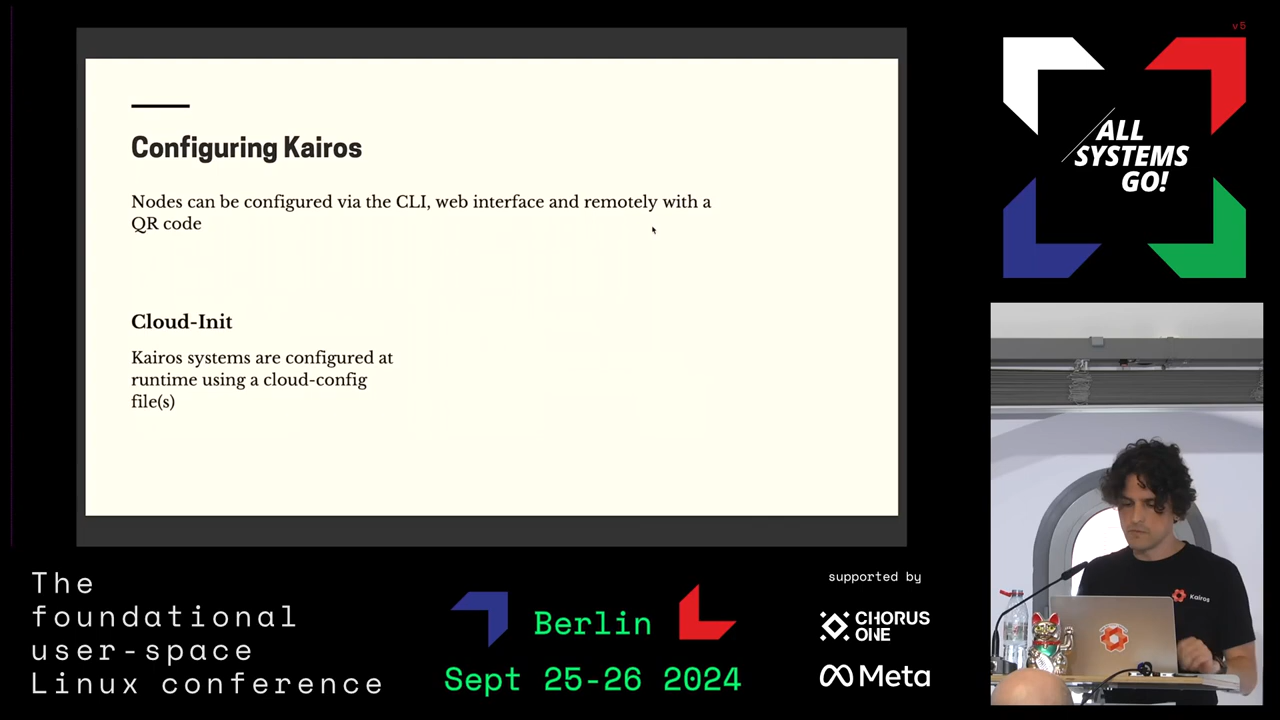 Configuring Kairos
Nodes can be configured via the CLI, web interface and remotely with a
QR code
Cloud-Init
Kairos systems are configured at
runtime using a cloud-config
file(s)
v5
ALL
SYSTEMS
GO!
Kairos
The
foundational
user-space
Linux conference
Berlin
Sept 25-26 2024
supported by
CHORUS
ONE
Meta